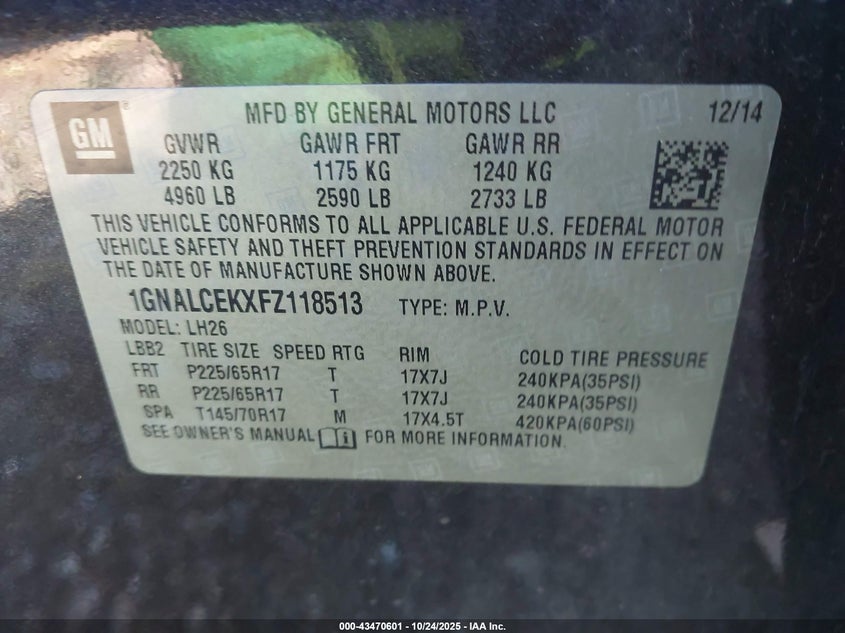 GM ® MFD BY GENERAL MOTORS LLC 12/14
GVWR GAWR FRT GAWR RR
2250 KG 1175 KG 1240 KG
4960 LB 2590 LB 2733 LB
THIS VEHICLE CONFORMS TO ALL APPLICABLE U.S. FEDERAL MOTOR
VEHICLE SAFETY AND THEFT PREVENTION STANDARDS IN EFFECT ON
THE DATE OF MANUFACTURE SHOWN ABOVE.
1GNALCEKXFZ118513 TYPE: M.P.V.
MODEL: LH26
LBB2 TIRE SIZE SPEED RTG RIM COLD TIRE PRESSURE
FRT P225/65R17 T 17X7J 240KPA(35PSI)
RR P225/65R17 T 17X7J 240KPA(35PSI)
SPA T145/70R17 M 17X4.5T 420KPA(60PSI)
SEE OWNER'S MANUAL FOR MORE INFORMATION.
000-43470601 - 10/24/2025 - IAA Inc.